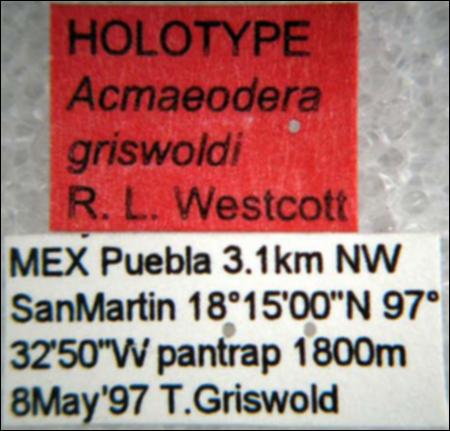 HOLOTYPE
Acmaeodera
griswoldi
R. L. Westcott
MEX Puebla 3.1km NW
SanMartin 18°15'00"N 97°
32'50"W pantrap 1800m
8May'97 T.Griswold